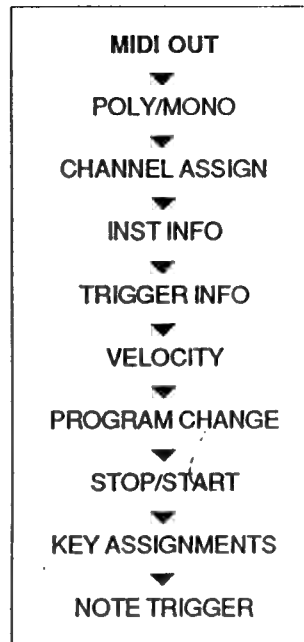 MIDI OUT
POLY/MONO
CHANNEL ASSIGN
INST INFO
TRIGGER INFO
VELOCITY
PROGRAM CHANGE
STOP/START
KEY ASSIGNMENTS
NOTE TRIGGER